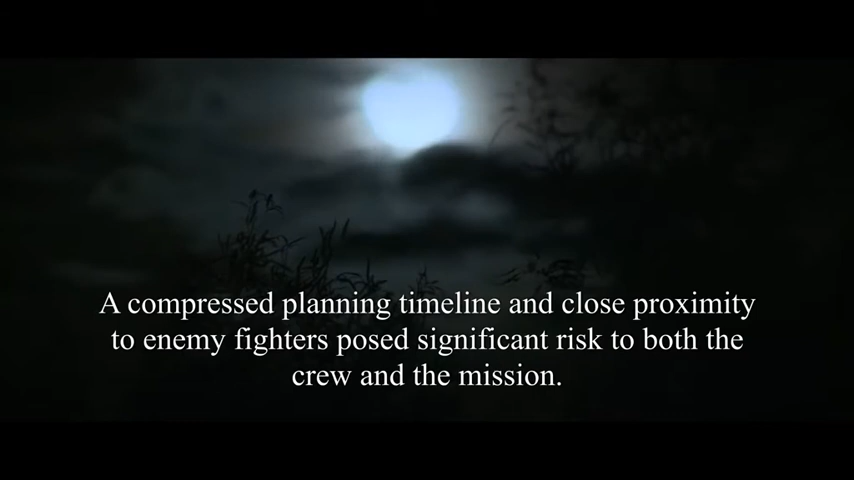 A compressed planning timeline and close proximity
to enemy fighters posed significant risk to both the
crew and the mission.